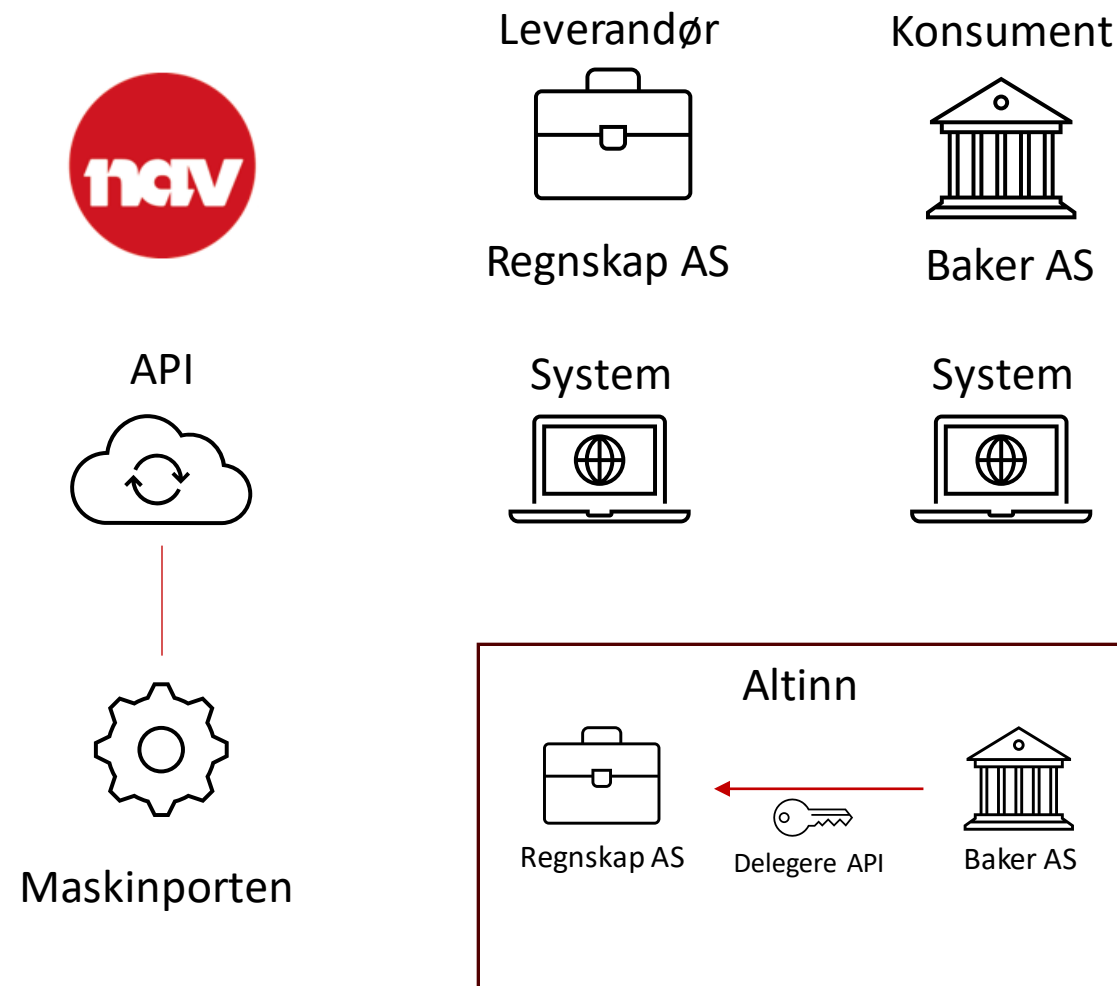 Leverandør
Konsument
nav
Regnskap AS
Baker AS
API
System
System
Altinn
Regnskap AS
Delegere API
Baker AS
Maskinporten